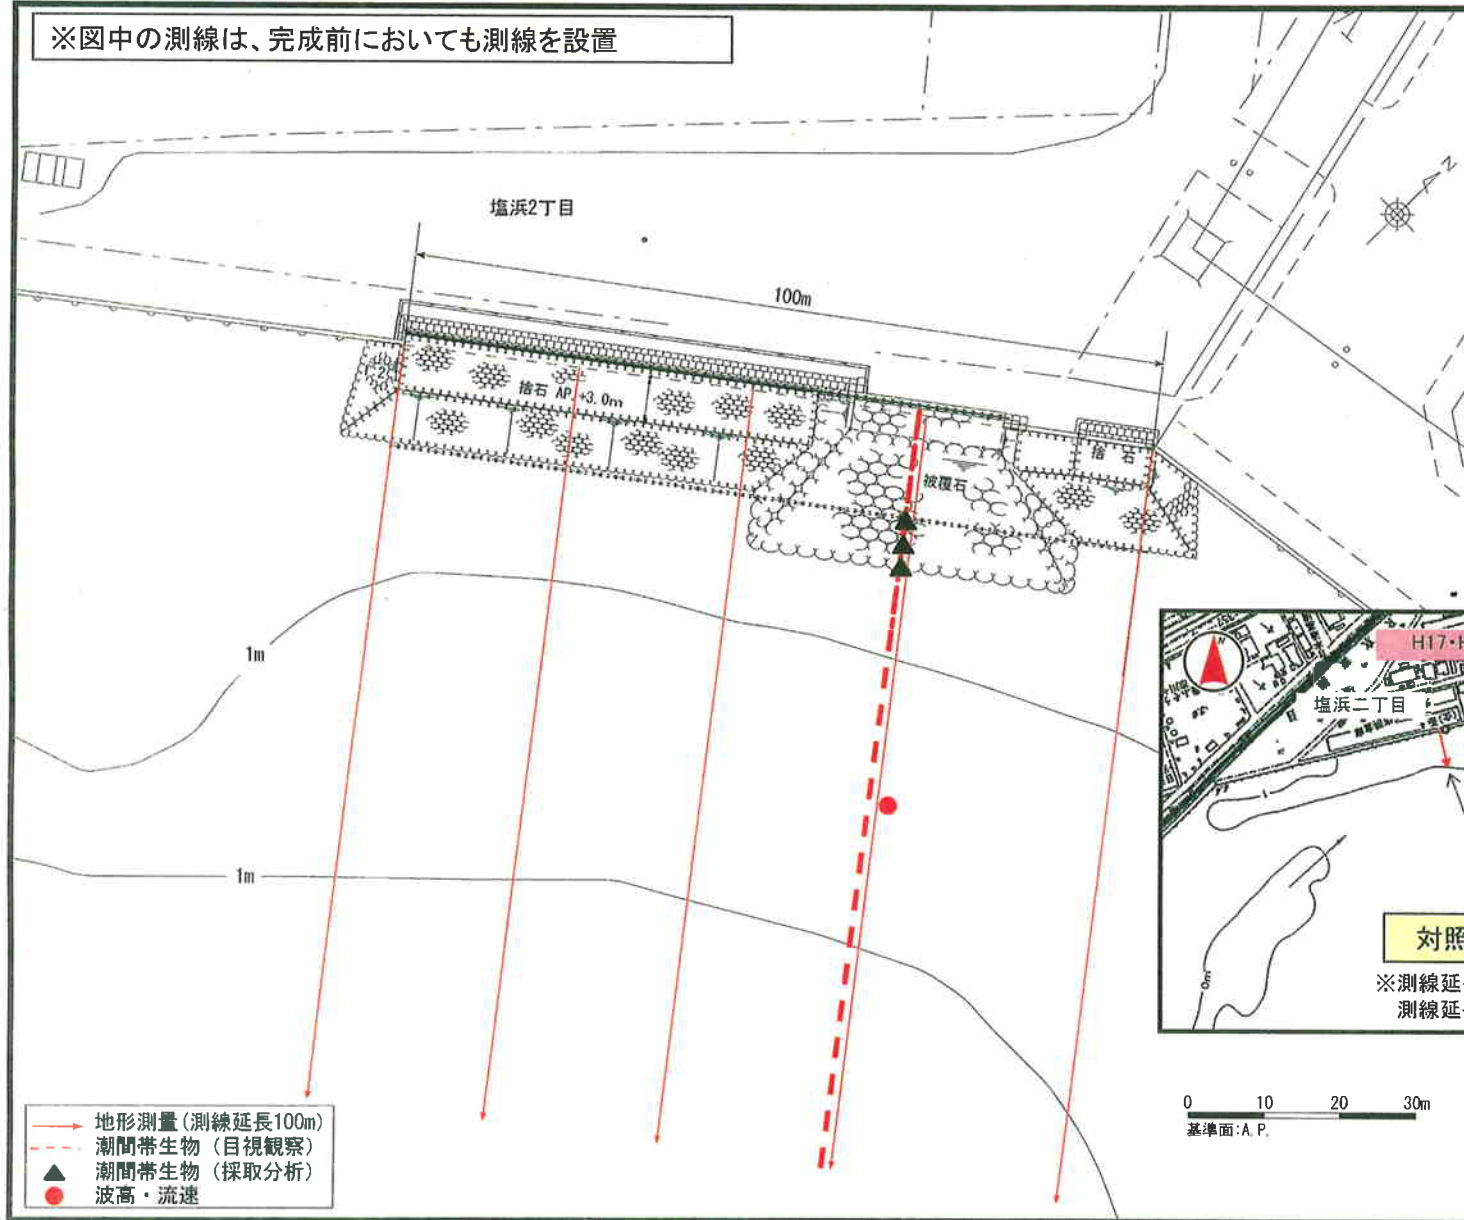 ※図中の測線は、完成前においても測線を設置
塩浜2丁目
100m
捨石 AP.+3.0m
被覆石
捨 石
1m
1m
N
H17・H
塩浜二丁目
対照
※測線延
測線延
0 10 20 30m
基準面:A.P.
地形測量(測線延長100m)
潮間帯生物（目視観察）
潮間帯生物（採取分析）
波高・流速